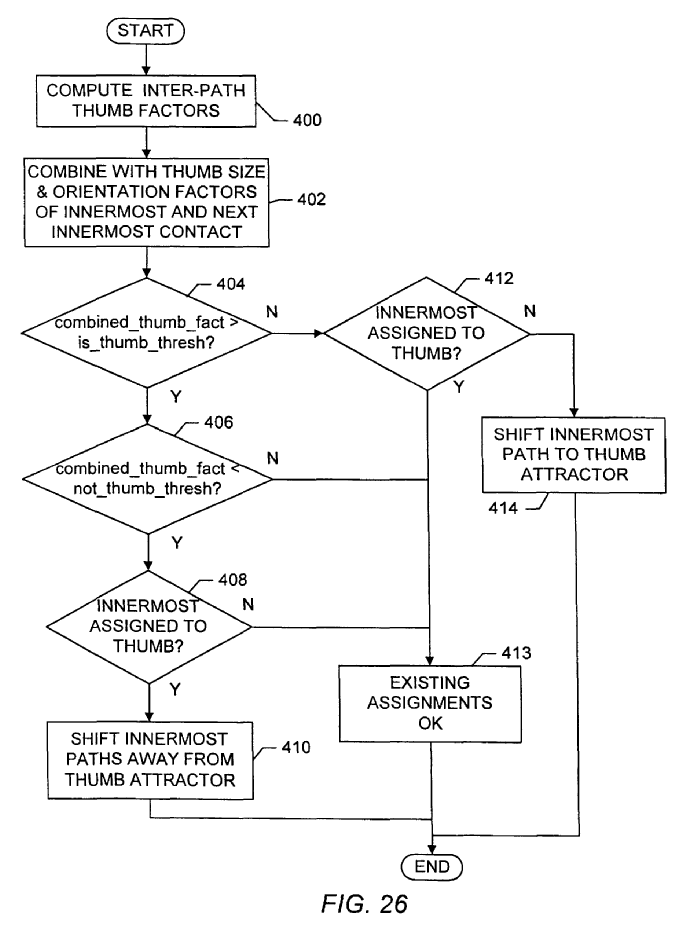 START
COMPUTE INTER-PATH
THUMB FACTORS
400
COMBINE WITH THUMB SIZE
& ORIENTATION FACTORS
OF INNERMOST AND NEXT
INNERMOST CONTACT
402
404
combined_thumb_fact >
is_thumb_thresh?
N
Y
412
INNERMOST
ASSIGNED TO
THUMB?
N
Y
406
combined_thumb_fact <
not_thumb_thresh?
N
Y
SHIFT INNERMOST
PATH TO THUMB
ATTRACTOR
414
408
INNERMOST
ASSIGNED TO
THUMB?
N
Y
413
EXISTING
ASSIGNMENTS
OK
SHIFT INNERMOST
PATHS AWAY FROM
THUMB ATTRACTOR
410
END
FIG. 26